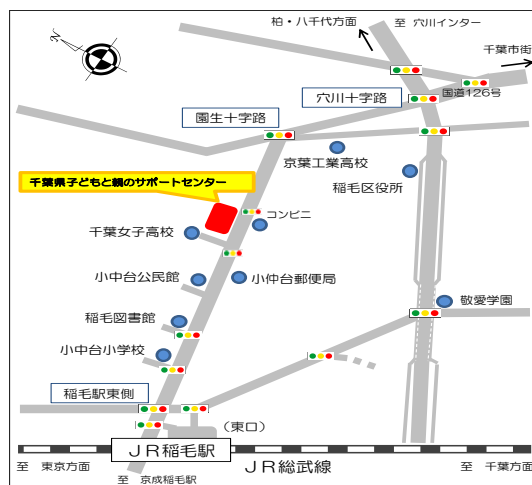 柏・八千代方面
至 穴川インター
千葉市街
国道126号
穴川十字路
園生十字路
京葉工業高校
稲毛区役所
千葉県子どもと親のサポートセンター
コンビニ
千葉女子高校
小中台公民館
小仲台郵便局
敬愛学園
稲毛図書館
小中台小学校
稲毛駅東側
（東口）
ＪＲ稲毛駅
ＪＲ総武線
至 東京方面
至 千葉方面
至 京成稲毛駅